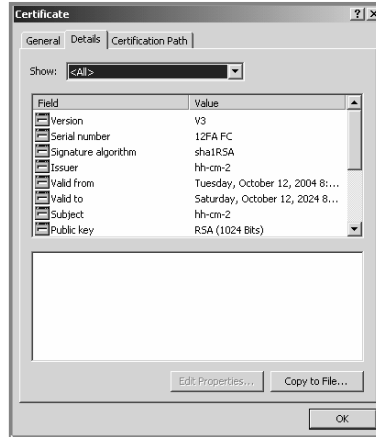 Certificate
General Details Certification Path
Show: <All>
Field Value
Version V3
Serial number 12FA FC
Signature algorithm sha1RSA
Issuer hh-cm-2
Valid from Tuesday, October 12, 2004 8:...
Valid to Saturday, October 12, 2024 8...
Subject hh-cm-2
Public key RSA (1024 Bits)
Edit Properties... Copy to File...
OK